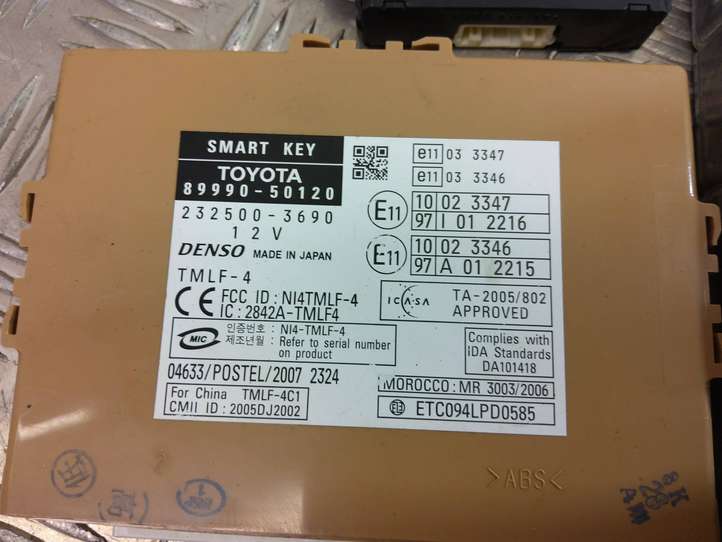 SMART KEY
TOYOTA
89990-50120
232500-3690
12V
DENSO MADE IN JAPAN
TMLF-4
CE FCC ID : NI4TMLF-4
IC: 2842A-TMLF4
MIC 인증번호 : NI4-TMLF-4
제조년월 : Refer to serial number
on product
04633/POSTEL/2007 2324
For China TMLF-4C1
CMII ID : 2005DJ2002
e11 03 3347
e11 03 3346
E11 10 02 3347
97 I 01 2216
E11 10 02 3346
97 A 01 2215
ICASA TA-2005/802
APPROVED
Complies with
IDA Standards
DA101418
MOROCCO: MR 3003/2006
ETC094LPD0585
>ABS<
8K